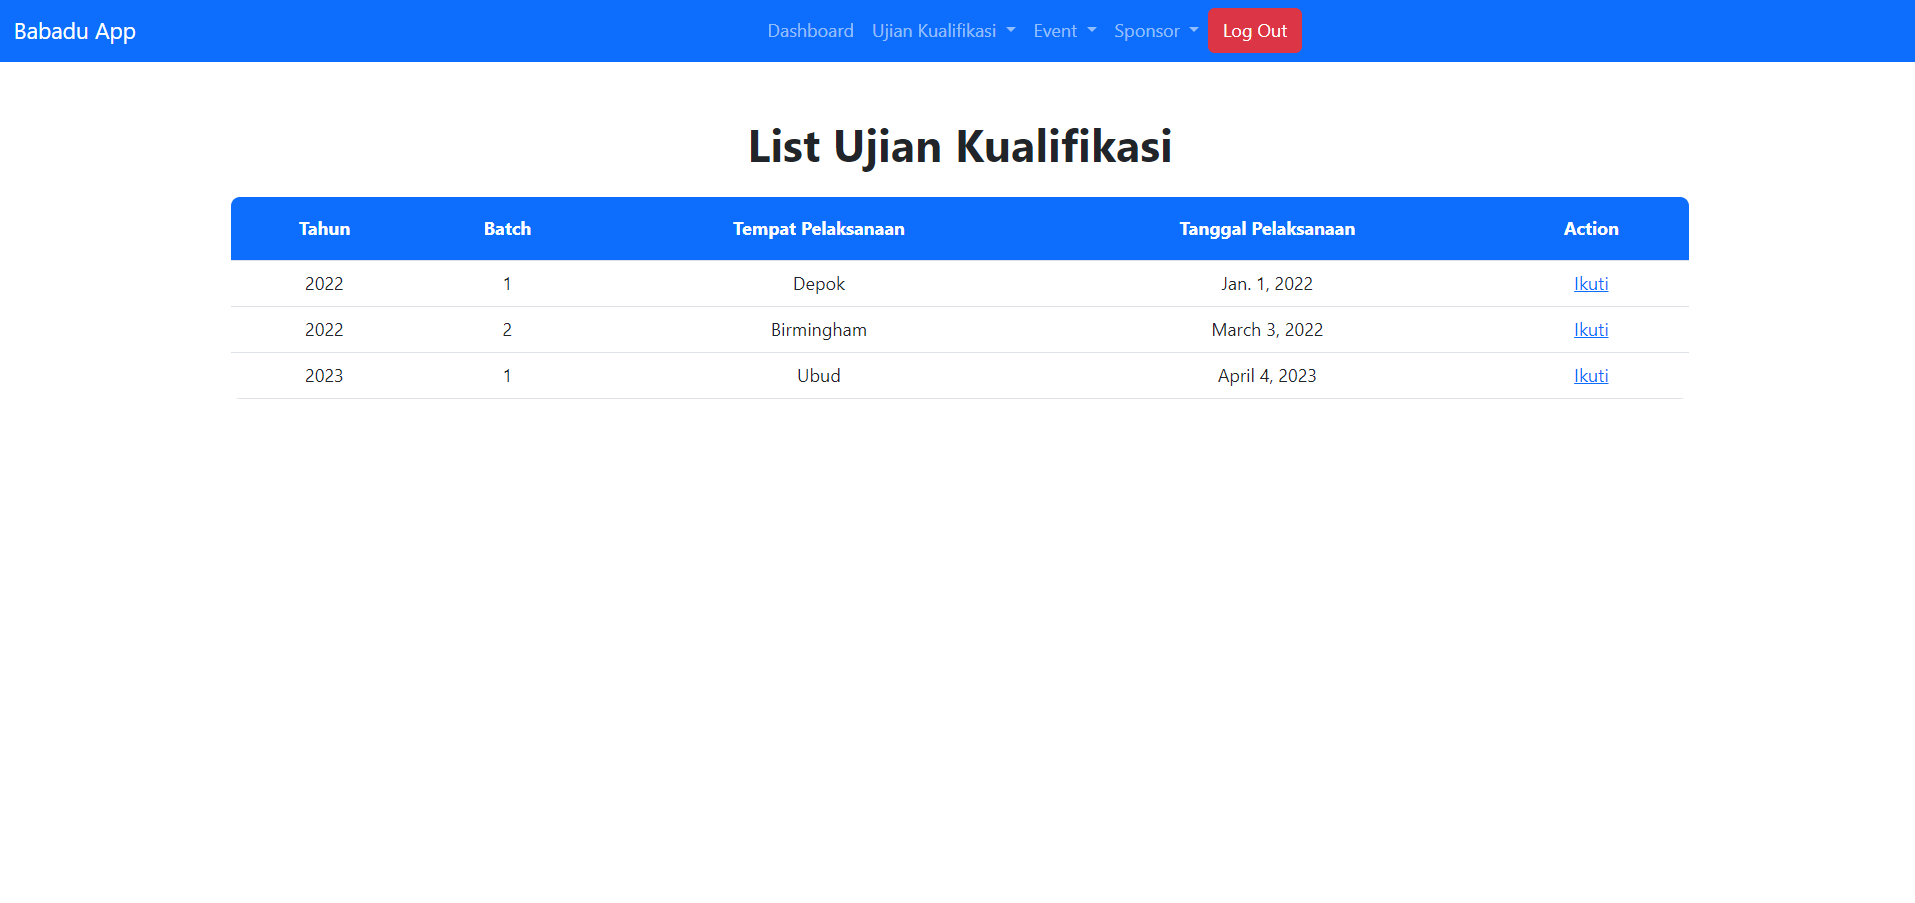 Babadu App Dashboard Ujian Kualifikasi Event Sponsor Log Out
List Ujian Kualifikasi
Tahun Batch Tempat Pelaksanaan Tanggal Pelaksanaan Action
2022 1 Depok Jan. 1, 2022 Ikuti
2022 2 Birmingham March 3, 2022 Ikuti
2023 1 Ubud April 4, 2023 Ikuti